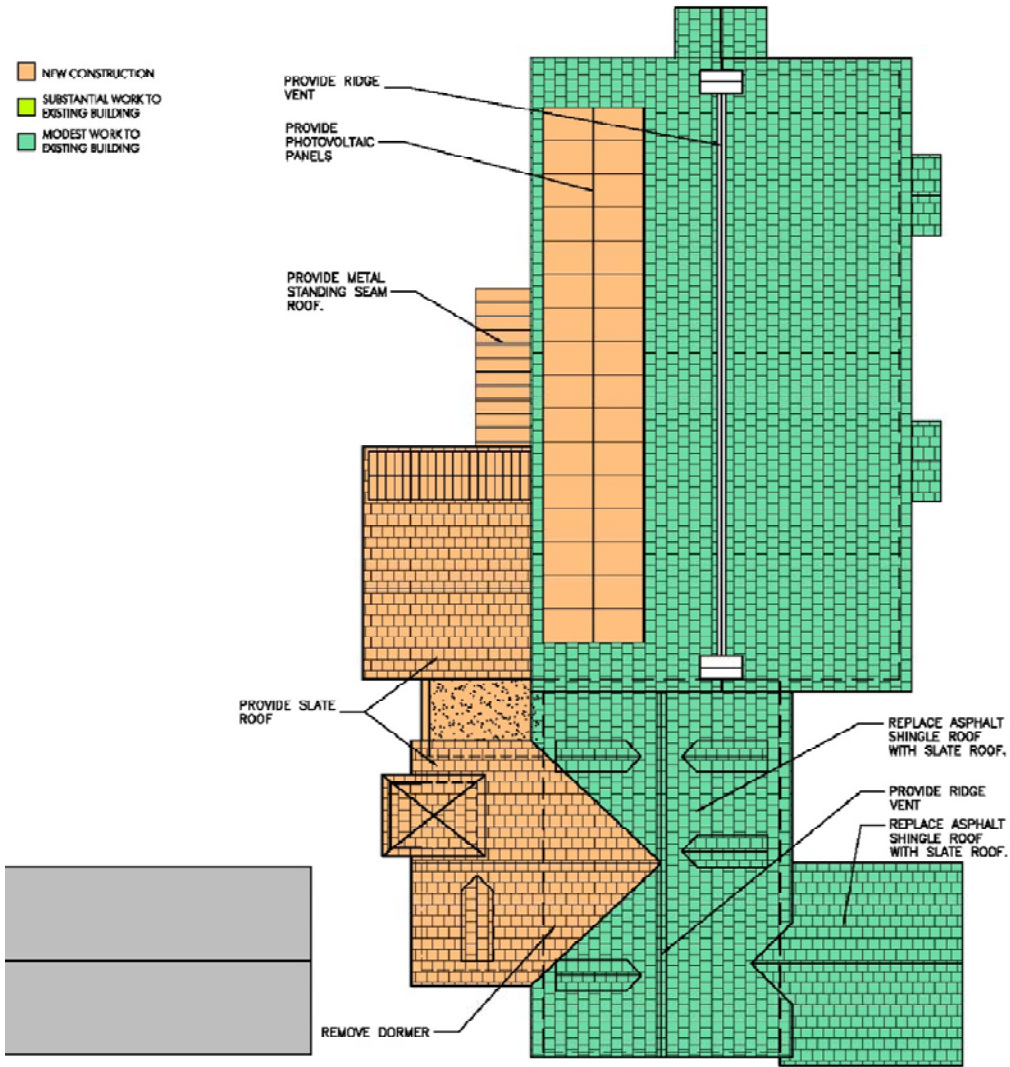 NEW CONSTRUCTION
SUBSTANTIAL WORK TO
EXISTING BUILDING
MODEST WORK TO
EXISTING BUILDING
PROVIDE RIDGE
VENT
PROVIDE
PHOTOVOLTAIC
PANELS
PROVIDE METAL
STANDING SEAM
ROOF.
PROVIDE SLATE
ROOF
REPLACE ASPHALT
SHINGLE ROOF
WITH SLATE ROOF.
PROVIDE RIDGE
VENT
REPLACE ASPHALT
SHINGLE ROOF
WITH SLATE ROOF.
REMOVE DORMER